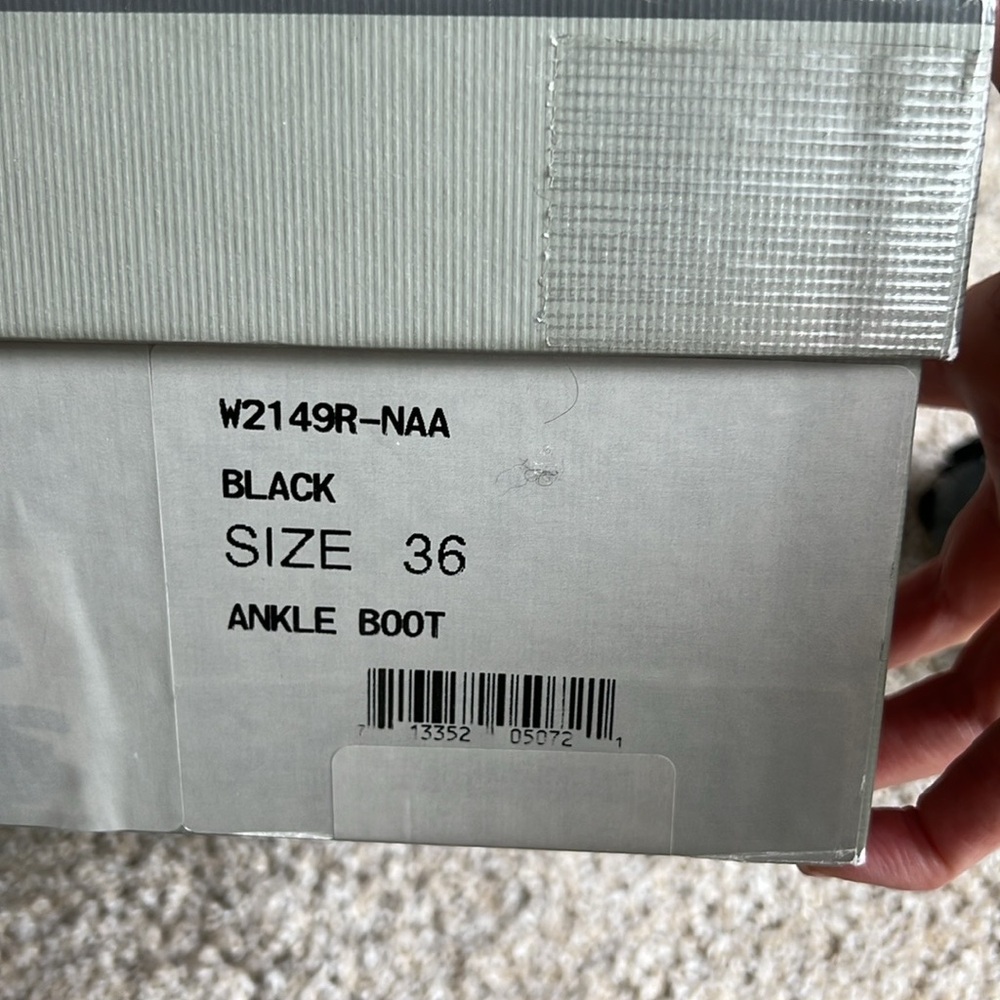 W2149R-NAA
BLACK
SIZE 36
ANKLE BOOT
7 13352 05072 1